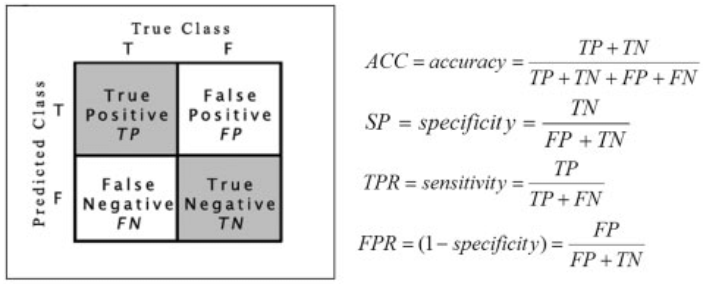 True Class
T F
Predicted Class
T
True Positive TP
False Positive FP
F
False Negative FN
True Negative TN
ACC = accuracy = \frac{TP + TN}{TP + TN + FP + FN}
SP = specificity = \frac{TN}{FP + TN}
TPR = sensitivity = \frac{TP}{TP + FN}
FPR = (1 − specificity) = \frac{FP}{FP + TN}